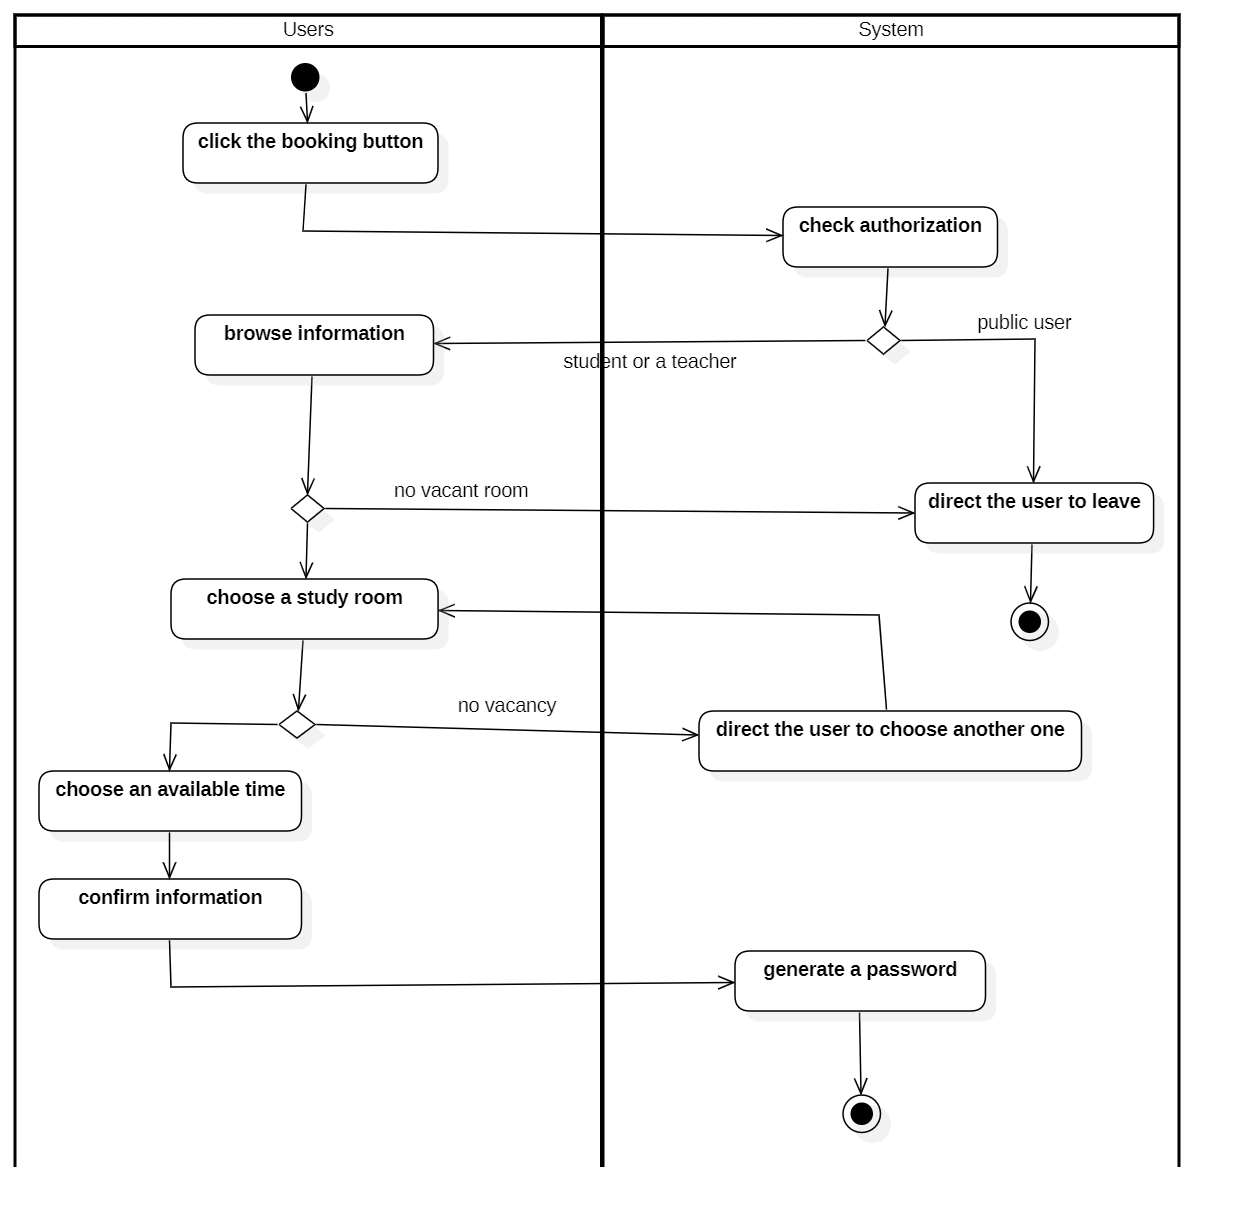 Users
System
click the booking button
check authorization
public user
browse information
student or a teacher
no vacant room
direct the user to leave
choose a study room
no vacancy
direct the user to choose another one
choose an available time
confirm information
generate a password